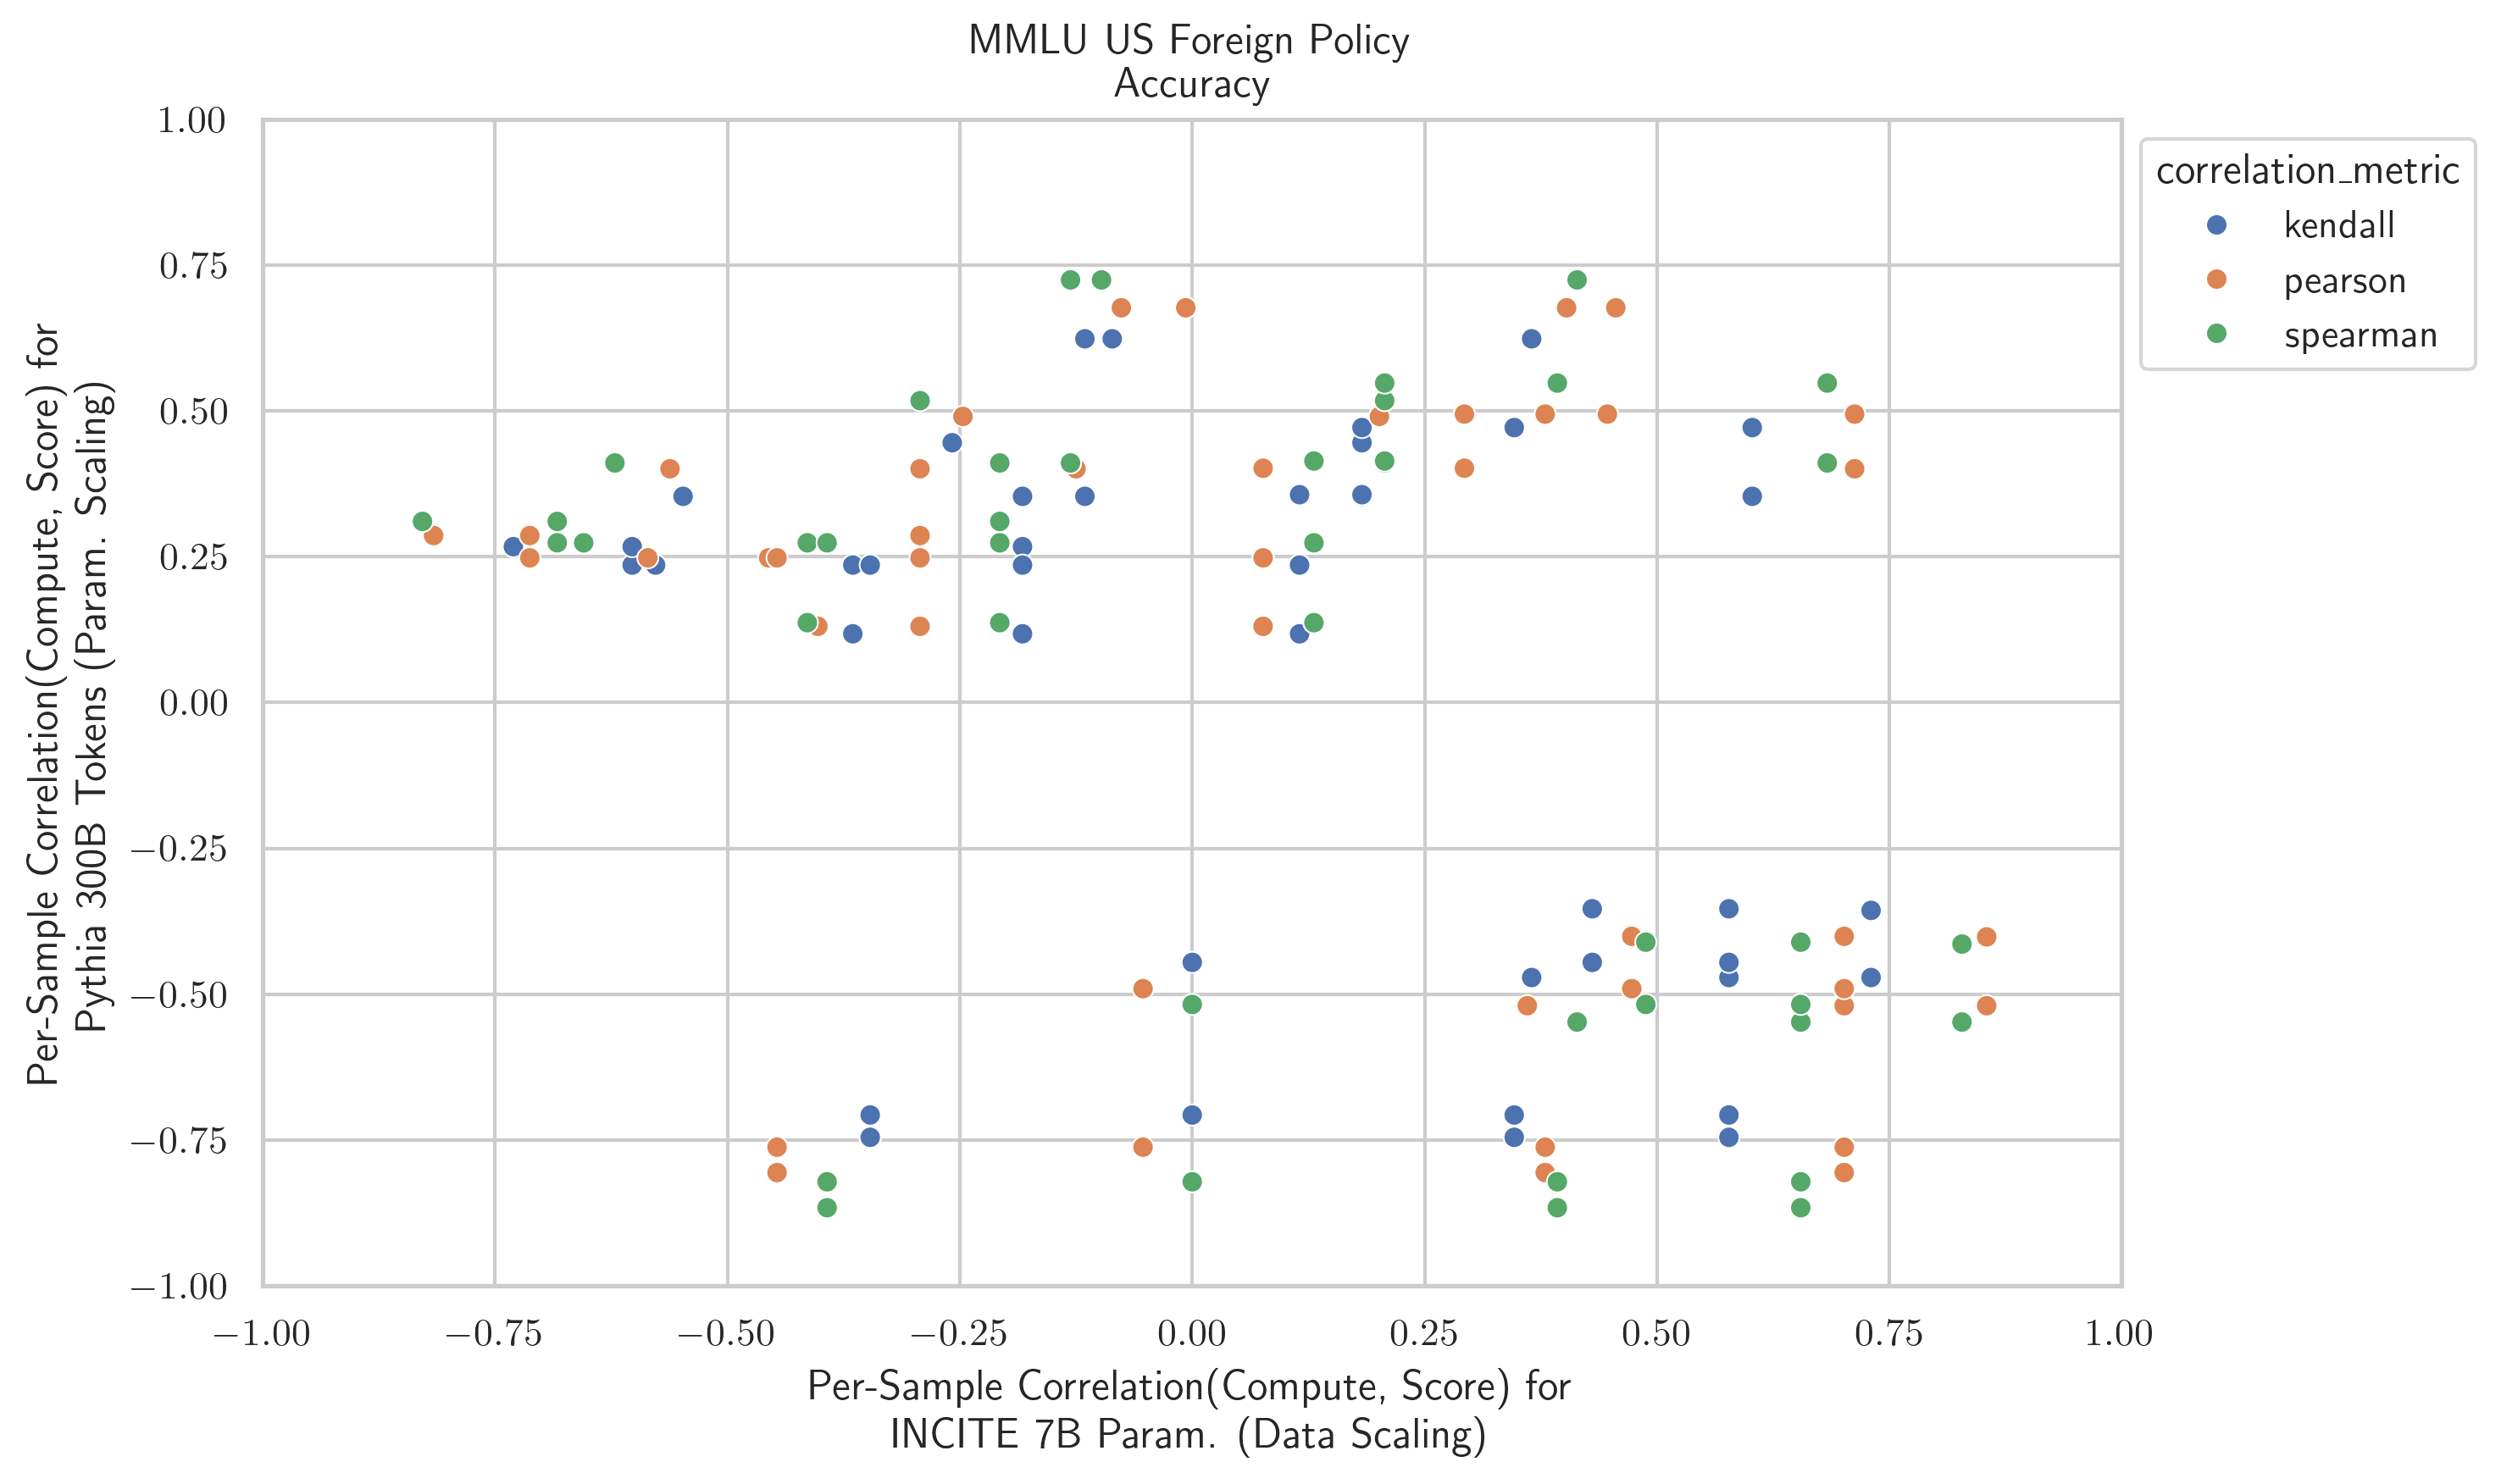 MMLU US Foreign Policy
Accuracy
1.00
0.75
0.50
0.25
0.00
−0.25
−0.50
−0.75
−1.00
Per-Sample Correlation(Compute, Score) for
Pythia 300B Tokens (Param. Scaling)
−1.00
−0.75
−0.50
−0.25
0.00
0.25
0.50
0.75
1.00
Per-Sample Correlation(Compute, Score) for
INCITE 7B Param. (Data Scaling)
correlation_metric
kendall
pearson
spearman